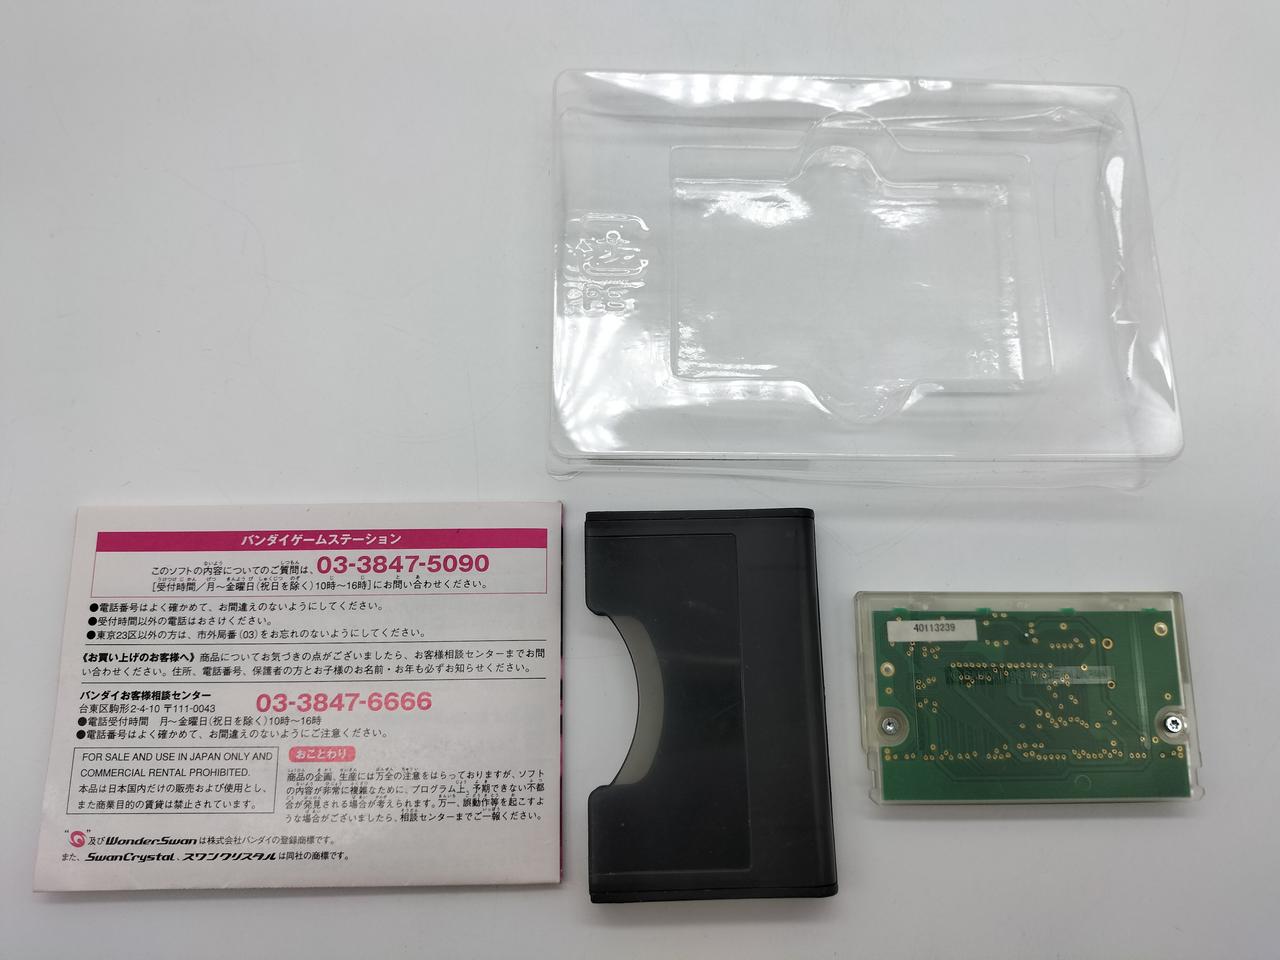 バンダイゲームステーション
このソフトの内容についてのご質問は、03-3847-5090
[受付時間/月～金曜日(祝日を除く)10時～16時]にお問い合わせください。
●電話番号はよく確かめて、お間違えのないようにしてください。
●受付時間以外の電話はおさけください。
●東京23区以外の方は、市外局番(03)をお忘れのないようにしてください。
《お買い上げのお客様へ》商品についてお気づきの点がございましたら、お客様相談センターまでお問
い合わせください。住所、電話番号、保護者の方とお子様のお名前・お年も必ずお知らせください。
バンダイお客様相談センター 03-3847-6666
台東区駒形2-4-10 〒111-0043
●電話受付時間 月～金曜日(祝日を除く)10時～16時
●電話番号はよく確かめて、お間違えのないようにご注意ください。
FOR SALE AND USE IN JAPAN ONLY AND
COMMERCIAL RENTAL PROHIBITED.
本品は日本国内だけの販売および使用とし、
また商業目的の賃貸は禁止されています。
おことわり
商品の企画、生産には万全の注意をはらっておりますが、ソフト
の内容が非常に複雑なために、プログラム上、予期できない不都
合が発見される場合が考えられます。万一、誤動作等を起こすよ
うな場合がございましたら、相談センターまでご一報ください。
及びWonderSwanは株式会社バンダイの登録商標です。
また、SwanCrystal、スワンクリスタルは同社の商標です。
40113239